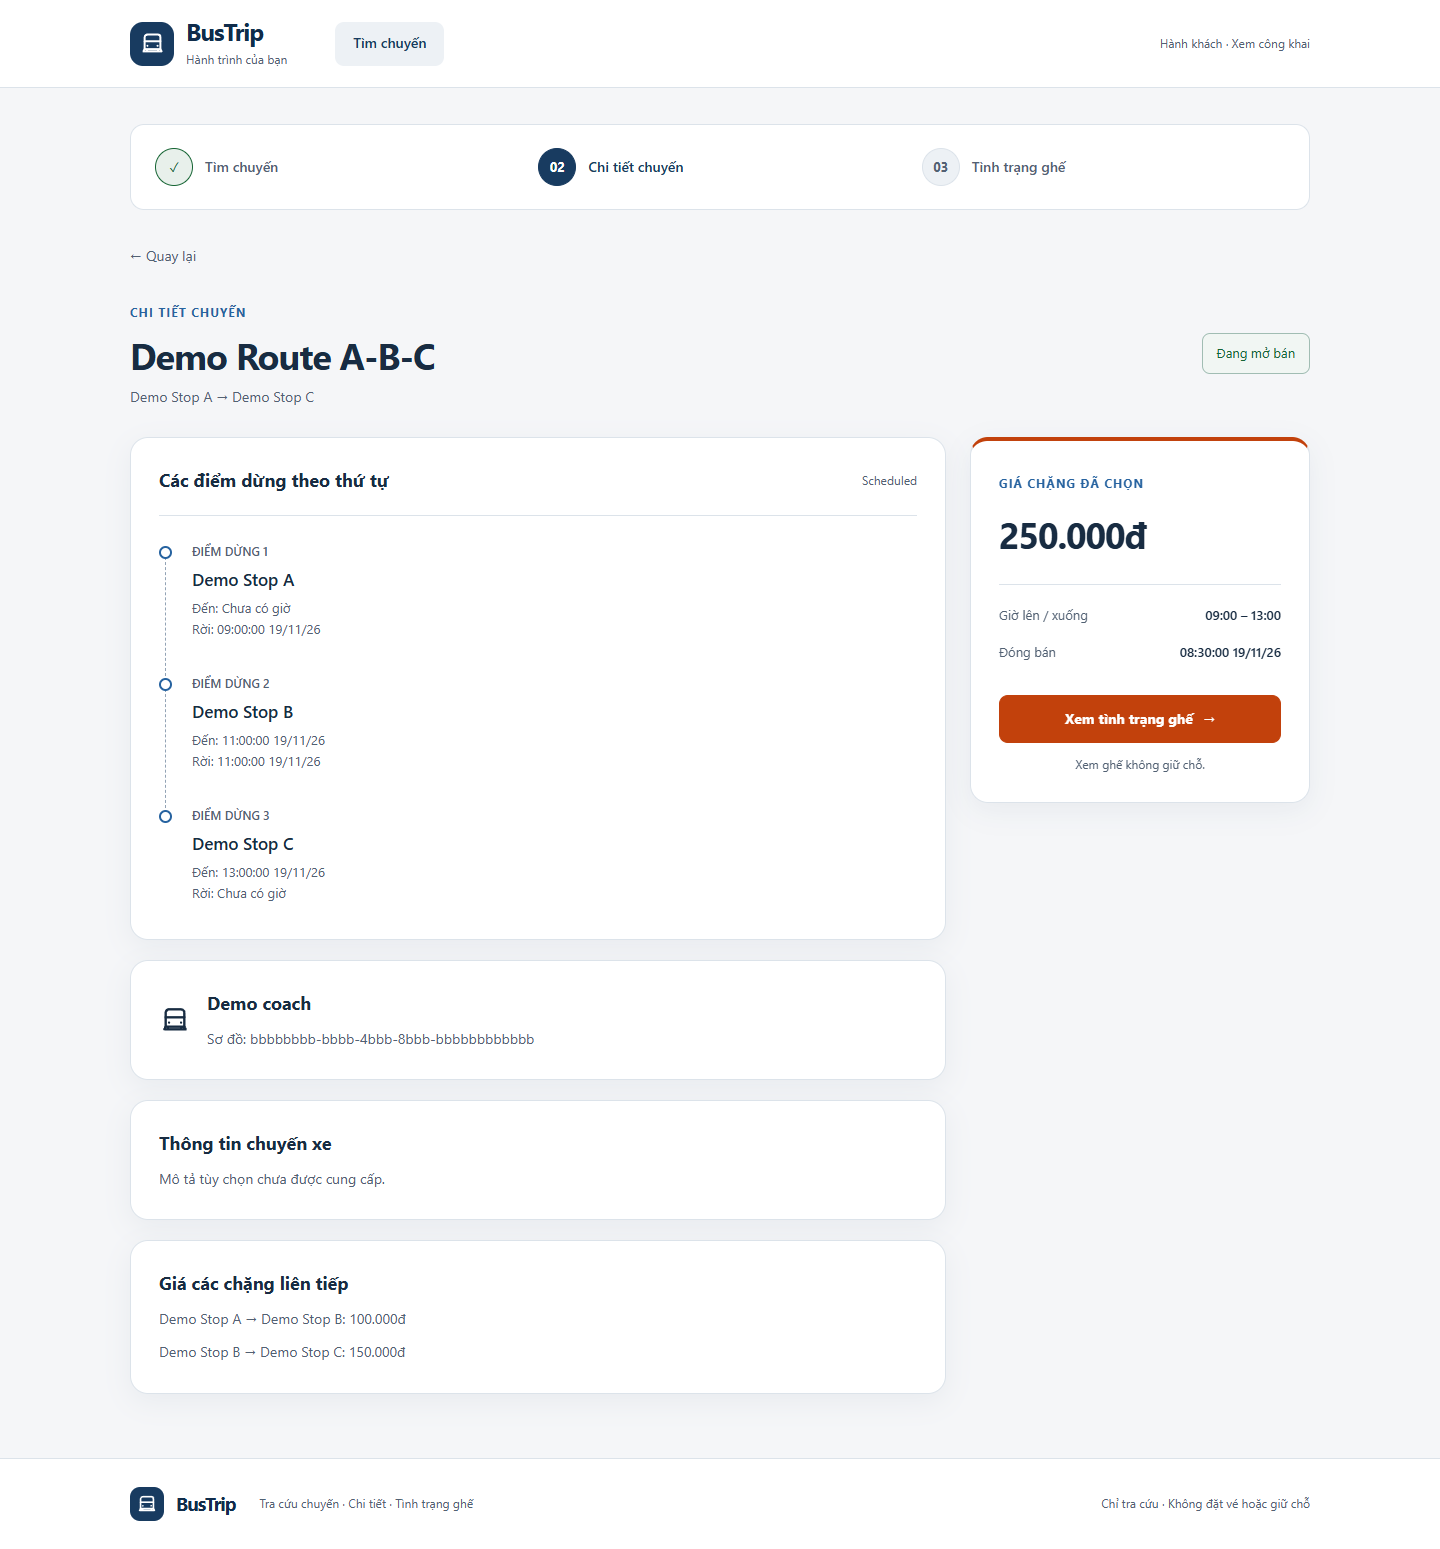 BusTrip
Hành trình của bạn
Tìm chuyến
Hành khách · Xem công khai
✓ Tìm chuyến
02 Chi tiết chuyến
03 Tình trạng ghế
← Quay lại
CHI TIẾT CHUYẾN
Demo Route A-B-C
Đang mở bán
Demo Stop A → Demo Stop C
Các điểm dừng theo thứ tự
Scheduled
ĐIỂM DỪNG 1
Demo Stop A
Đến: Chưa có giờ
Rời: 09:00:00 19/11/26
ĐIỂM DỪNG 2
Demo Stop B
Đến: 11:00:00 19/11/26
Rời: 11:00:00 19/11/26
ĐIỂM DỪNG 3
Demo Stop C
Đến: 13:00:00 19/11/26
Rời: Chưa có giờ
GIÁ CHẶNG ĐÃ CHỌN
250.000đ
Giờ lên / xuống 09:00 – 13:00
Đóng bán 08:30:00 19/11/26
Xem tình trạng ghế →
Xem ghế không giữ chỗ.
Demo coach
Sơ đồ: bbbbbbbb-bbbb-4bbb-8bbb-bbbbbbbbbbbb
Thông tin chuyến xe
Mô tả tùy chọn chưa được cung cấp.
Giá các chặng liên tiếp
Demo Stop A → Demo Stop B: 100.000đ
Demo Stop B → Demo Stop C: 150.000đ
BusTrip
Tra cứu chuyến · Chi tiết · Tình trạng ghế
Chỉ tra cứu · Không đặt vé hoặc giữ chỗ